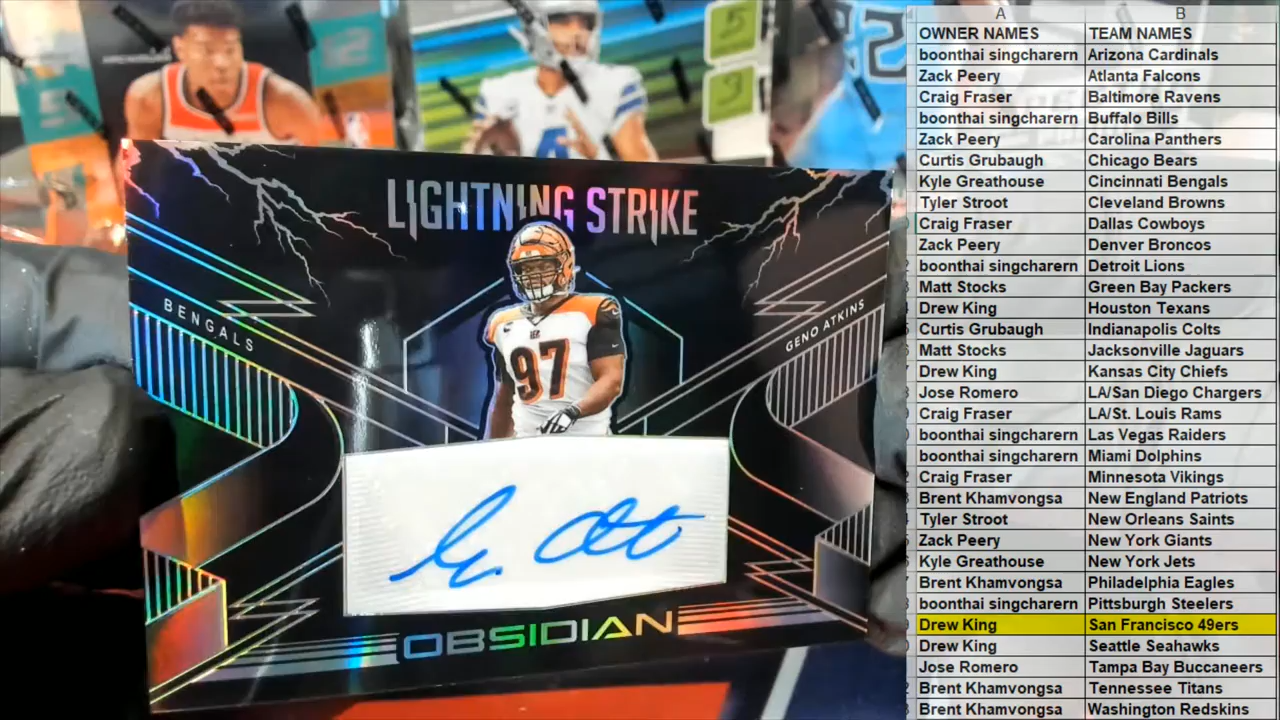 LIGHTNING STRIKE
BENGALS
GENO ATKINS
97
OBSIDIAN
5
9
A B
OWNER NAMES TEAM NAMES
boonthai singcharern Arizona Cardinals
Zack Peery Atlanta Falcons
Craig Fraser Baltimore Ravens
boonthai singcharern Buffalo Bills
Zack Peery Carolina Panthers
Curtis Grubaugh Chicago Bears
Kyle Greathouse Cincinnati Bengals
Tyler Stroot Cleveland Browns
Craig Fraser Dallas Cowboys
Zack Peery Denver Broncos
boonthai singcharern Detroit Lions
Matt Stocks Green Bay Packers
Drew King Houston Texans
Curtis Grubaugh Indianapolis Colts
Matt Stocks Jacksonville Jaguars
Drew King Kansas City Chiefs
Jose Romero LA/San Diego Chargers
Craig Fraser LA/St. Louis Rams
boonthai singcharern Las Vegas Raiders
boonthai singcharern Miami Dolphins
Craig Fraser Minnesota Vikings
Brent Khamvongsa New England Patriots
Tyler Stroot New Orleans Saints
Zack Peery New York Giants
Kyle Greathouse New York Jets
Brent Khamvongsa Philadelphia Eagles
boonthai singcharern Pittsburgh Steelers
Drew King San Francisco 49ers
Drew King Seattle Seahawks
Jose Romero Tampa Bay Buccaneers
Brent Khamvongsa Tennessee Titans
Brent Khamvongsa Washington Redskins